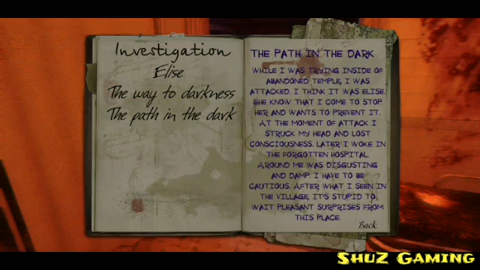 Investigation
Elise
The way to darkness
The path in the dark
THE PATH IN THE DARK
WHILE I WAS TRYING INSIDE OF
ABANDONED TEMPLE, I WAS
ATTACKED. I THINK IT WAS ELISE.
SHE KNOW THAT I COME TO STOP
HER AND WANTS TO PREVENT IT.
AT THE MOMENT OF ATTACK I
STRUCK MY HEAD AND LOST
CONSCIOUSNESS. LATER I WOKE IN
THE FORGOTTEN HOSPITAL.
AROUND ME WAS DISGUSTING
AND DAMP. I HAVE TO BE
CAUTIOUS. AFTER WHAT I SEEN IN
THE VILLAGE, IT'S STUPID TO
WAIT PLEASANT SURPRISES FROM
THIS PLACE.
Back
SHUZ GAMING